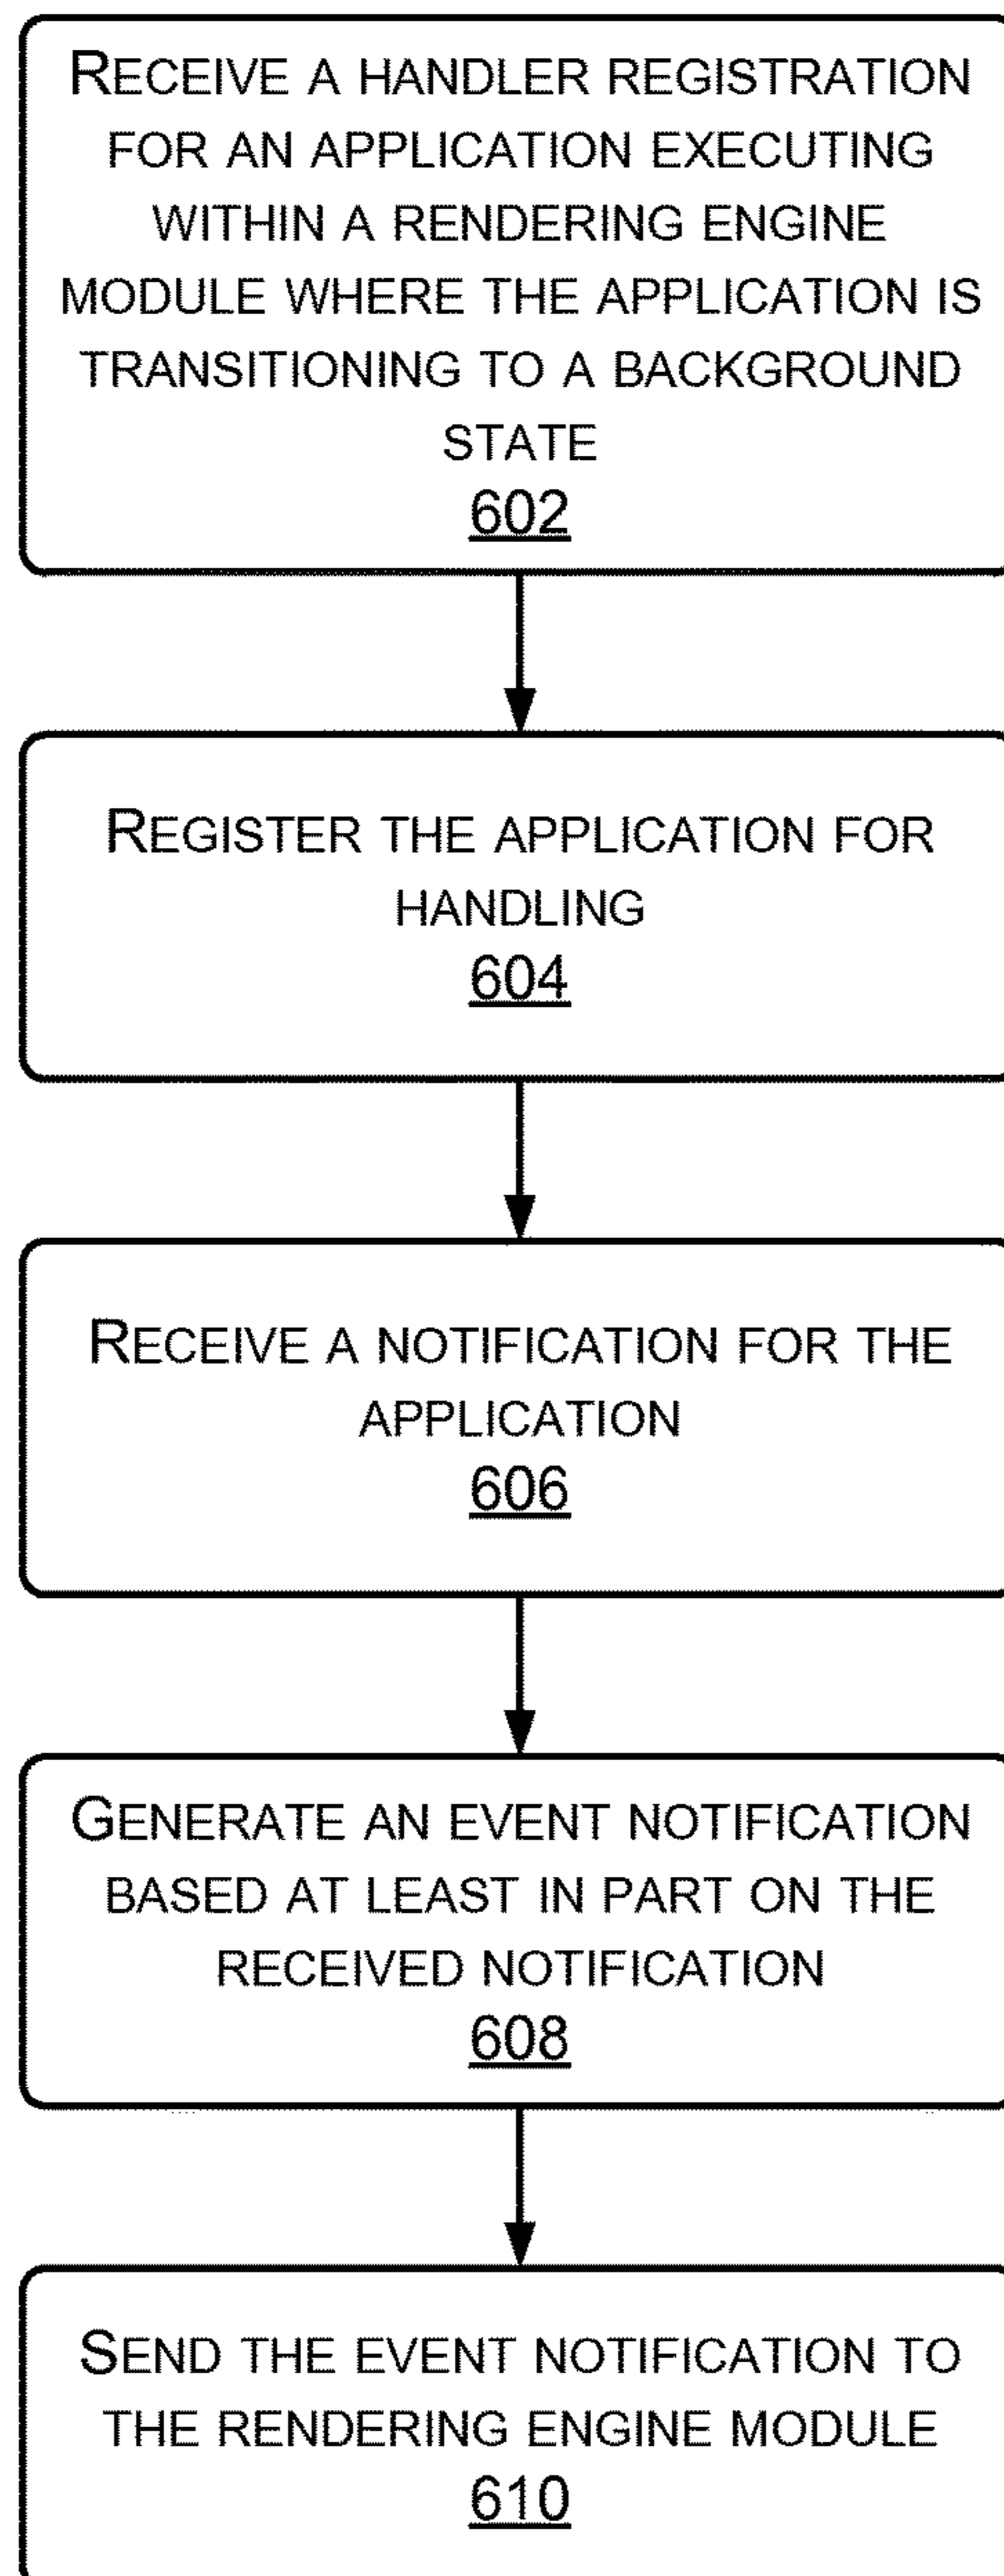 RECEIVE A HANDLER REGISTRATION
FOR AN APPLICATION EXECUTING
WITHIN A RENDERING ENGINE
MODULE WHERE THE APPLICATION IS
TRANSITIONING TO A BACKGROUND
STATE
602
REGISTER THE APPLICATION FOR
HANDLING
604
RECEIVE A NOTIFICATION FOR THE
APPLICATION
606
GENERATE AN EVENT NOTIFICATION
BASED AT LEAST IN PART ON THE
RECEIVED NOTIFICATION
608
SEND THE EVENT NOTIFICATION TO
THE RENDERING ENGINE MODULE
610